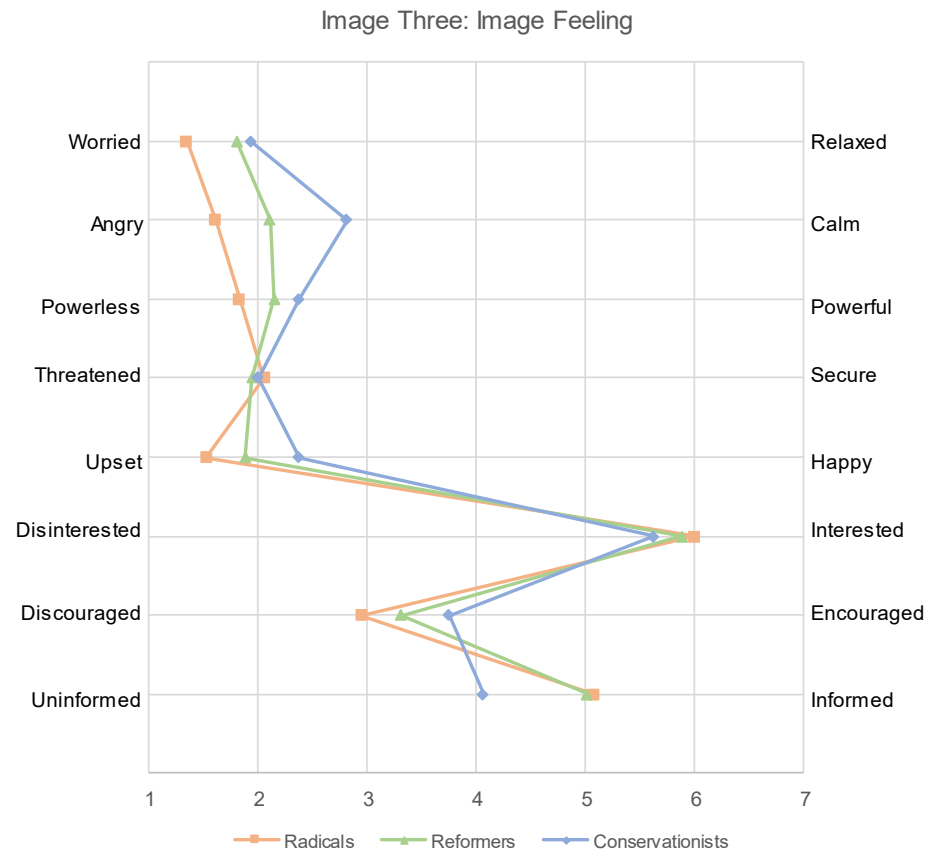 Image Three: Image Feeling
Worried Relaxed
Angry Calm
Powerless Powerful
Threatened Secure
Upset Happy
Disinterested Interested
Discouraged Encouraged
Uninformed Informed
1 2 3 4 5 6 7
Radicals Reformers Conservationists